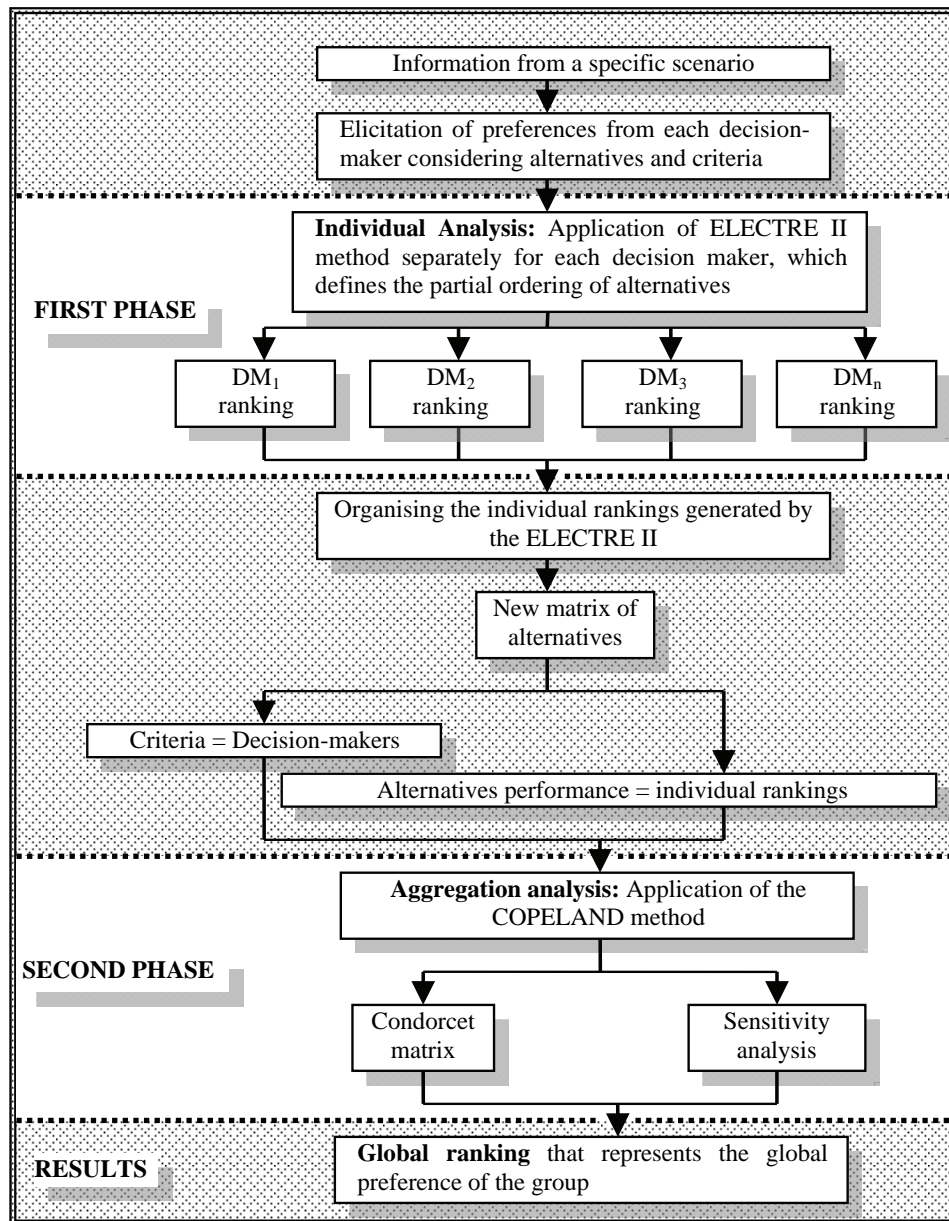 Information from a specific scenario
Elicitation of preferences from each decision-
maker considering alternatives and criteria
Individual Analysis: Application of ELECTRE II
method separately for each decision maker, which
defines the partial ordering of alternatives
FIRST PHASE
DM₁
ranking
DM₂
ranking
DM₃
ranking
DMₙ
ranking
Organising the individual rankings generated by
the ELECTRE II
New matrix of
alternatives
Criteria = Decision-makers
Alternatives performance = individual rankings
Aggregation analysis: Application of the
COPELAND method
SECOND PHASE
Condorcet
matrix
Sensitivity
analysis
RESULTS
Global ranking that represents the global
preference of the group